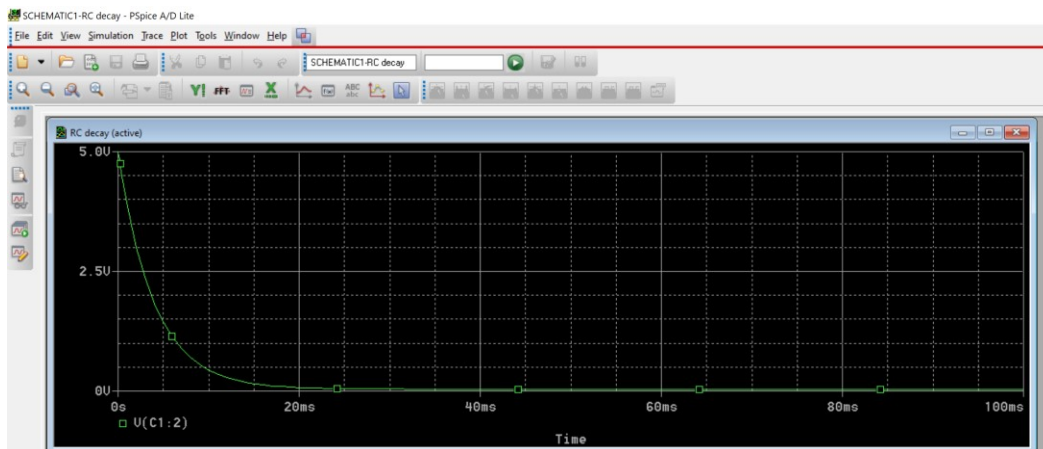 SCHEMATIC1-RC decay - PSpice A/D Lite
File Edit View Simulation Trace Plot Tools Window Help
SCHEMATIC1-RC decay
RC decay (active)
5.0V
2.5V
0V
0s 20ms 40ms 60ms 80ms 100ms
V(C1:2)
Time